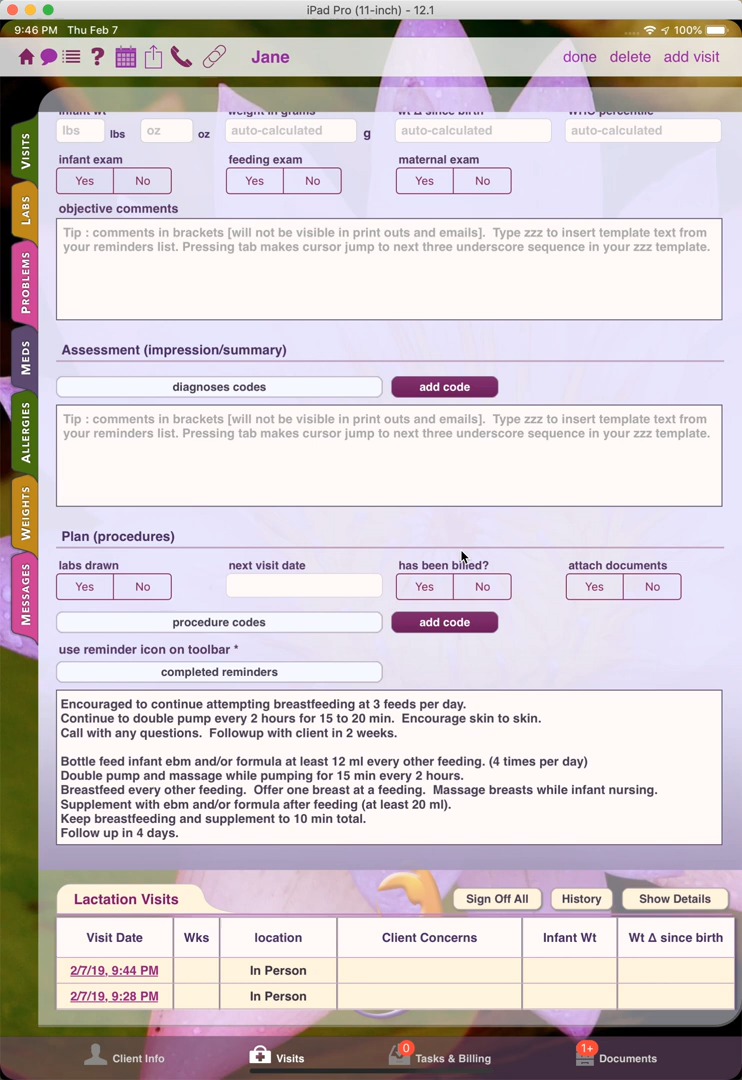 iPad Pro (11-inch) - 12.1
9:46 PM Thu Feb 7 100%
Jane done delete add visit
infant wt weight in grams wt Δ since birth WHO percentile
lbs lbs oz oz auto-calculated g auto-calculated auto-calculated
infant exam feeding exam maternal exam
Yes No Yes No Yes No
objective comments
Tip : comments in brackets [will not be visible in print outs and emails]. Type zzz to insert template text from
your reminders list. Pressing tab makes cursor jump to next three underscore sequence in your zzz template.
Assessment (impression/summary)
diagnoses codes add code
Tip : comments in brackets [will not be visible in print outs and emails]. Type zzz to insert template text from
your reminders list. Pressing tab makes cursor jump to next three underscore sequence in your zzz template.
Plan (procedures)
labs drawn next visit date has been billed? attach documents
Yes No Yes No Yes No
procedure codes add code
use reminder icon on toolbar *
completed reminders
Encouraged to continue attempting breastfeeding at 3 feeds per day.
Continue to double pump every 2 hours for 15 to 20 min. Encourage skin to skin.
Call with any questions. Followup with client in 2 weeks.
Bottle feed infant ebm and/or formula at least 12 ml every other feeding. (4 times per day)
Double pump and massage while pumping for 15 min every 2 hours.
Breastfeed every other feeding. Offer one breast at a feeding. Massage breasts while infant nursing.
Supplement with ebm and/or formula after feeding (at least 20 ml).
Keep breastfeeding and supplement to 10 min total.
Follow up in 4 days.
VISITS
LABS
PROBLEMS
MEDS
ALLERGIES
WEIGHTS
MESSAGES
Lactation Visits Sign Off All History Show Details
Visit Date Wks location Client Concerns Infant Wt Wt Δ since birth
2/7/19, 9:44 PM In Person
2/7/19, 9:28 PM In Person
Client Info Visits 0 Tasks & Billing 1+ Documents